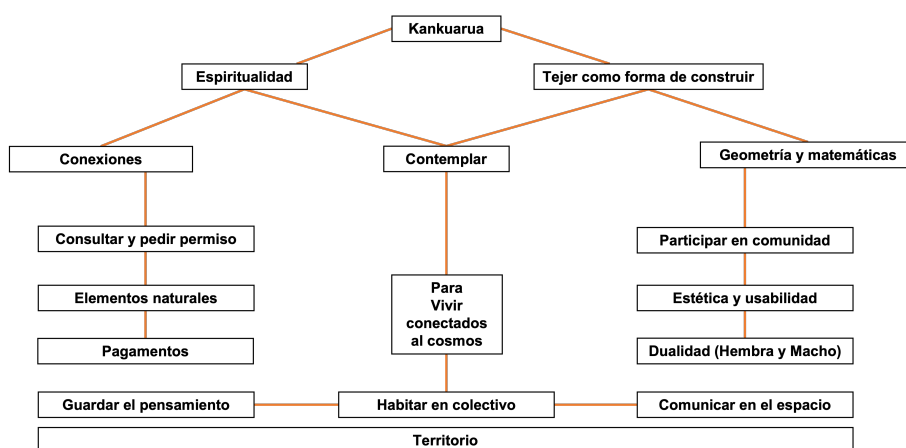 Kankuarua
Espiritualidad
Tejer como forma de construir
Conexiones
Contemplar
Geometría y matemáticas
Consultar y pedir permiso
Participar en comunidad
Elementos naturales
Para
Vivir
conectados
al cosmos
Estética y usabilidad
Pagamentos
Dualidad (Hembra y Macho)
Guardar el pensamiento
Habitar en colectivo
Comunicar en el espacio
Territorio